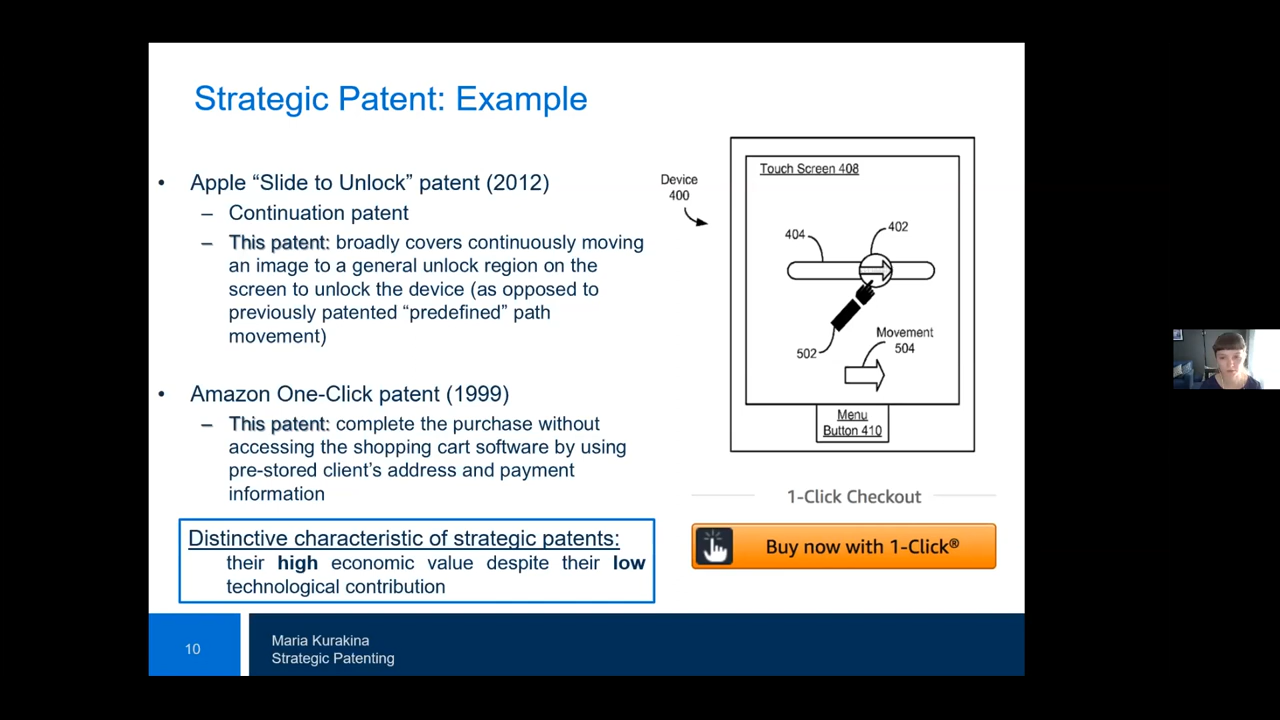 Strategic Patent: Example
• Apple “Slide to Unlock” patent (2012)
– Continuation patent
– This patent: broadly covers continuously moving
an image to a general unlock region on the
screen to unlock the device (as opposed to
previously patented “predefined” path
movement)
• Amazon One-Click patent (1999)
– This patent: complete the purchase without
accessing the shopping cart software by using
pre-stored client’s address and payment
information
Distinctive characteristic of strategic patents:
their high economic value despite their low
technological contribution
Device
400
Touch Screen 408
404
402
502
Movement
504
Menu
Button 410
1-Click Checkout
Buy now with 1-Click®
10
Maria Kurakina
Strategic Patenting